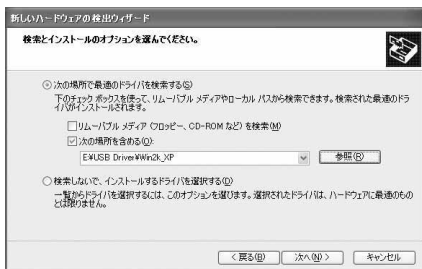 新しいハードウェアの検出ウィザード
検索とインストールのオプションを選んでください。
次の場所で最適のドライバを検索する(S)
下のチェック ボックスを使って、リムーバブル メディアやローカル パスから検索できます。検索された最適のドラ
イバがインストールされます。
リムーバブル メディア (フロッピー、CD-ROM など) を検索(M)
次の場所を含める(O):
E:¥USB Driver¥Win2k_XP
参照(R)
検索しないで、インストールするドライバを選択する(D)
一覧からドライバを選択するには、このオプションを選びます。選択されたドライバは、ハードウェアに最適のもの
とは限りません。
< 戻る(B) 次へ(N) > キャンセル